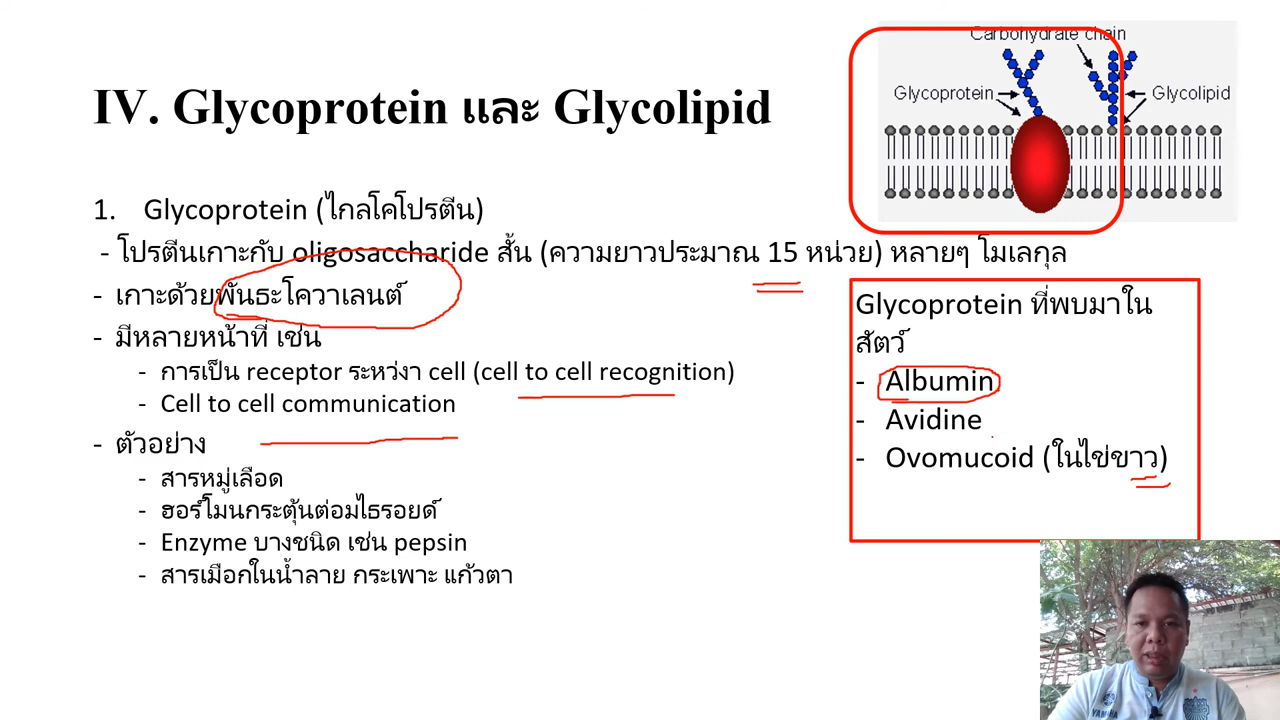 IV. Glycoprotein และ Glycolipid
Carbohydrate chain
Glycoprotein
Glycolipid
1. Glycoprotein (ไกลโคโปรตีน)
- โปรตีนเกาะกับ oligosaccharide สั้น (ความยาวประมาณ 15 หน่วย) หลายๆ โมเลกุล
- เกาะด้วยพันธะโควาเลนต์
- มีหลายหน้าที่ เช่น
- การเป็น receptor ระหว่งา cell (cell to cell recognition)
- Cell to cell communication
- ตัวอย่าง
- สารหมู่เลือด
- ฮอร์โมนกระตุ้นต่อมไธรอยด์
- Enzyme บางชนิด เช่น pepsin
- สารเมือกในน้ำลาย กระเพาะ แก้วตา
Glycoprotein ที่พบมาใน
สัตว์
- Albumin
- Avidine
- Ovomucoid (ในไข่ขาว)
YAMAHA